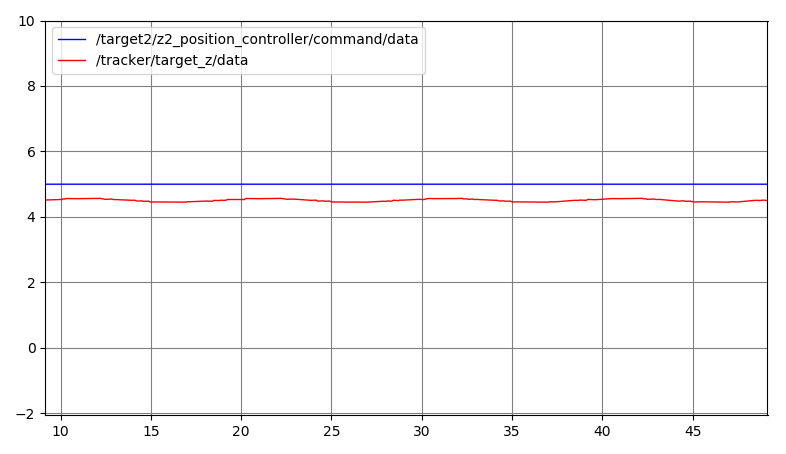 /target2/z2_position_controller/command/data
/tracker/target_z/data
10
8
6
4
2
0
−2
10 15 20 25 30 35 40 45